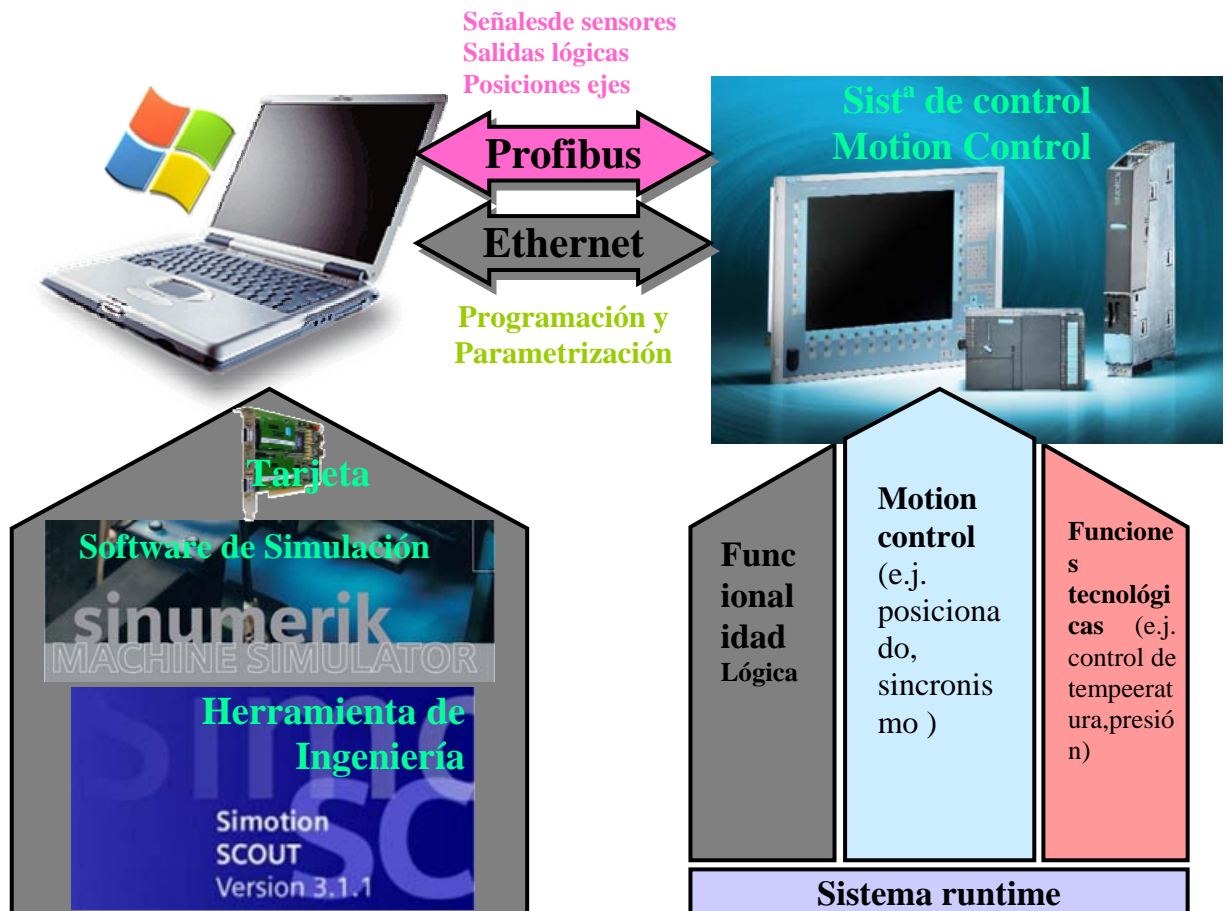 Señalesde sensores
Salidas lógicas
Posiciones ejes
Profibus
Ethernet
Programación y
Parametrización
Sistª de control
Motion Control
Tarjeta
Software de Simulación
sinumerik
MACHINE SIMULATOR
Herramienta de
Ingeniería
simo
SC
Simotion
SCOUT
Version 3.1.1
Func
ional
idad
Lógica
Motion
control
(e.j.
posiciona
do,
sincronis
mo )
Funcione
s
tecnológi
cas (e.j.
control de
tempeerat
ura,presió
n)
Sistema runtime